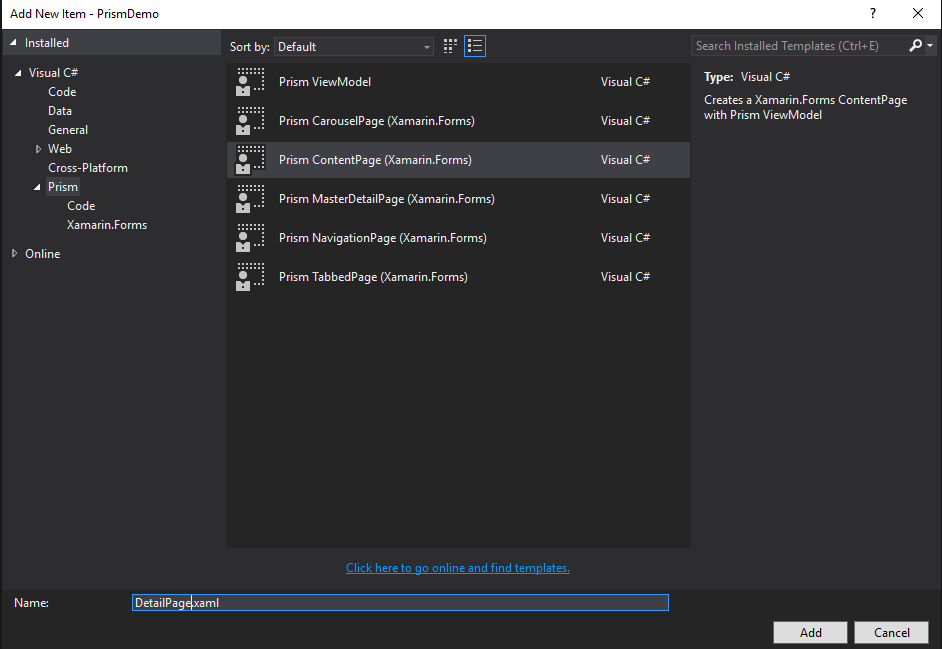 Add New Item - PrismDemo
?
Installed
Sort by: Default
Search Installed Templates (Ctrl+E)
Visual C#
Code
Data
General
Web
Cross-Platform
Prism
Code
Xamarin.Forms
Online
Prism ViewModel Visual C#
Prism CarouselPage (Xamarin.Forms) Visual C#
Prism ContentPage (Xamarin.Forms) Visual C#
Prism MasterDetailPage (Xamarin.Forms) Visual C#
Prism NavigationPage (Xamarin.Forms) Visual C#
Prism TabbedPage (Xamarin.Forms) Visual C#
Type: Visual C#
Creates a Xamarin.Forms ContentPage
with Prism ViewModel
Click here to go online and find templates.
Name: DetailPage.xaml
Add Cancel